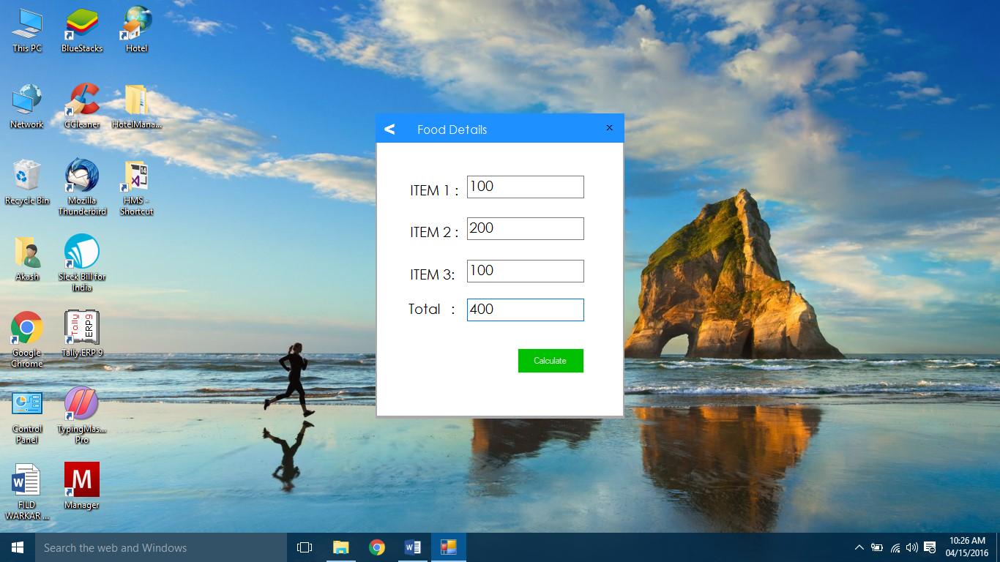 This PC
BlueStacks
Hotel
Network
CCleaner
HotelMana...
Recycle Bin
Mozilla
Thunderbird
HMS -
Shortcut
Akash
Sleek Bill for
India
Google
Chrome
Tally
ERP9
Tally.ERP 9
Control
Panel
TypingMas...
Pro
FILD
WARKAR ...
M
Manager
< Food Details x
ITEM 1 : 100
ITEM 2 : 200
ITEM 3: 100
Total : 400
Calculate
Search the web and Windows
10:26 AM
04/15/2016